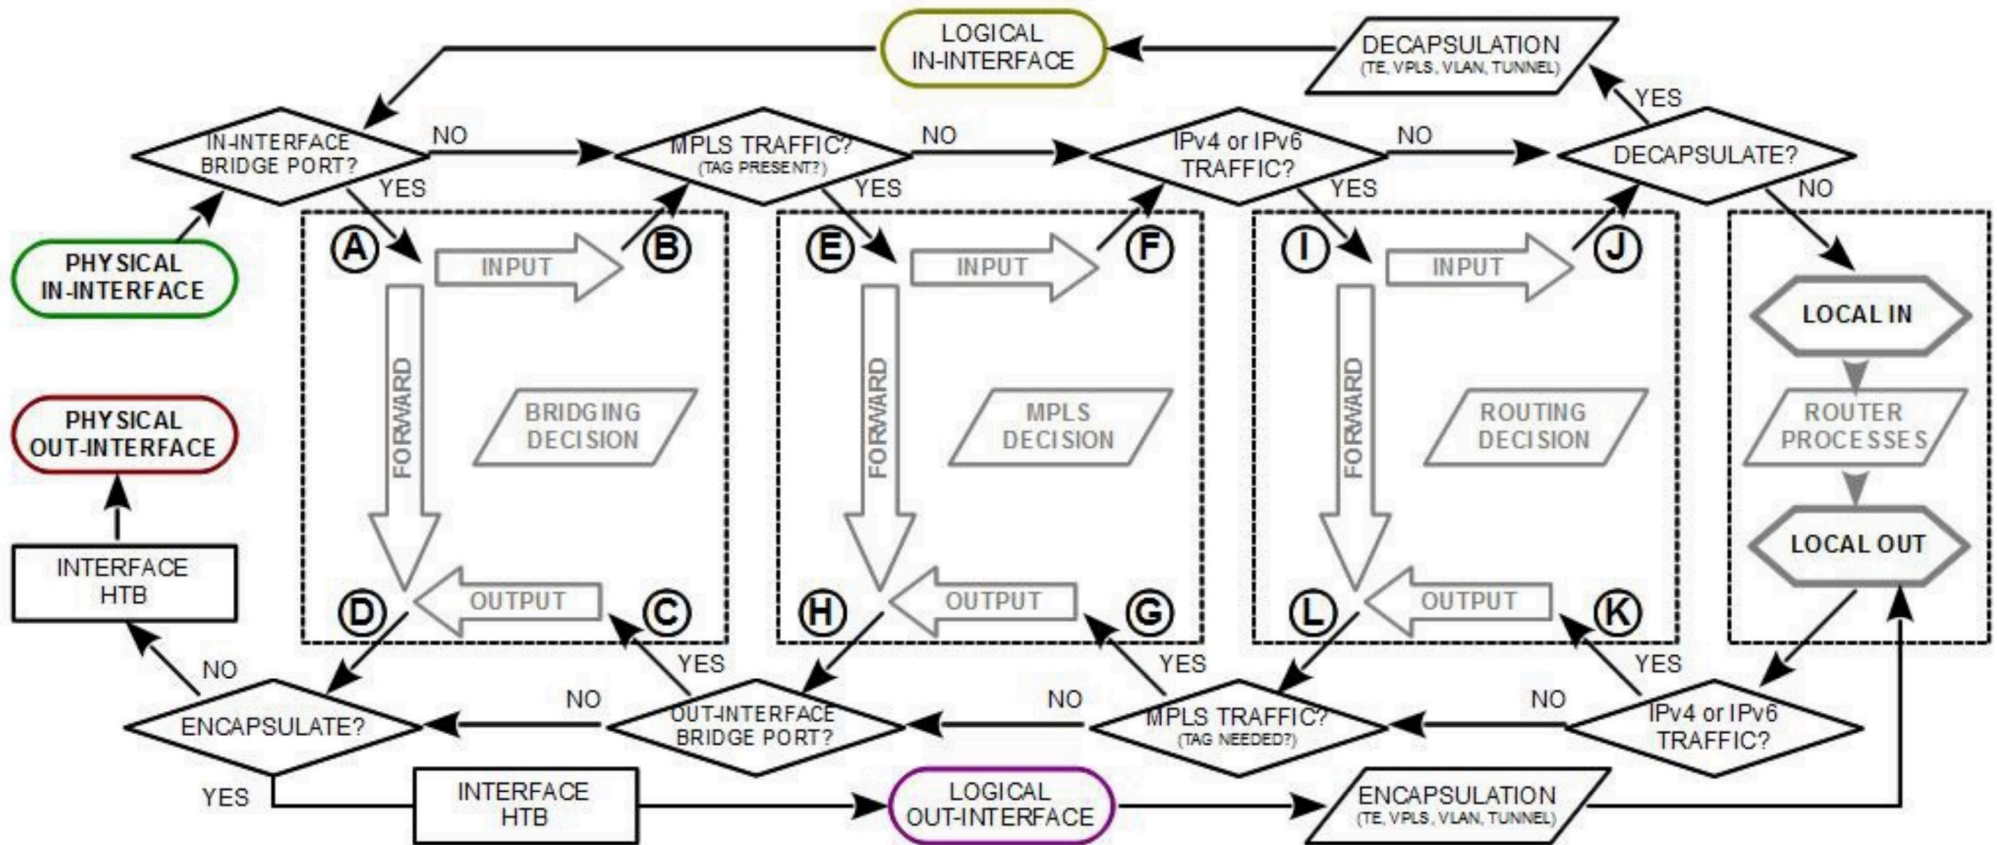 LOGICAL
IN-INTERFACE
DECAPSULATION
(TE, VPLS, VLAN, TUNNEL)
YES
IN-INTERFACE
BRIDGE PORT?
NO
YES
MPLS TRAFFIC?
(TAG PRESENT?)
NO
YES
IPv4 or IPv6
TRAFFIC?
NO
YES
DECAPSULATE?
NO
PHYSICAL
IN-INTERFACE
A
INPUT
B
E
INPUT
F
I
INPUT
J
LOCAL IN
PHYSICAL
OUT-INTERFACE
FORWARD
BRIDGING
DECISION
FORWARD
MPLS
DECISION
FORWARD
ROUTING
DECISION
ROUTER
PROCESSES
LOCAL OUT
INTERFACE
HTB
D
OUTPUT
C
H
OUTPUT
G
L
OUTPUT
K
NO
ENCAPSULATE?
YES
NO
YES
OUT-INTERFACE
BRIDGE PORT?
NO
YES
MPLS TRAFFIC?
(TAG NEEDED?)
NO
YES
IPv4 or IPv6
TRAFFIC?
INTERFACE
HTB
LOGICAL
OUT-INTERFACE
ENCAPSULATION
(TE, VPLS, VLAN, TUNNEL)